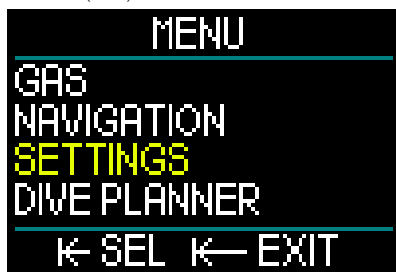 MENU
GAS
NAVIGATION
SETTINGS
DIVE PLANNER
SEL EXIT